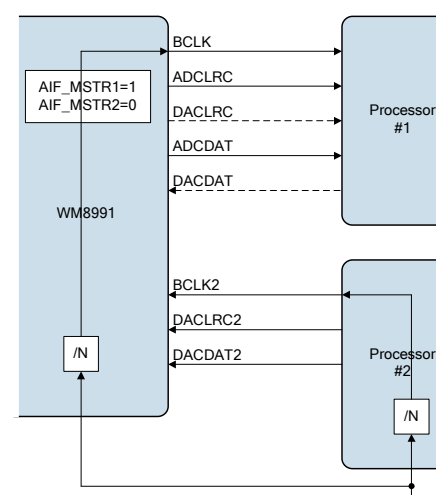 BCLK
AIF_MSTR1=1
AIF_MSTR2=0
ADCLRC
DACLRC
ADCDAT
DACDAT
Processor
#1
WM8991
BCLK2
DACLRC2
DACDAT2
/N
Processor
#2
/N